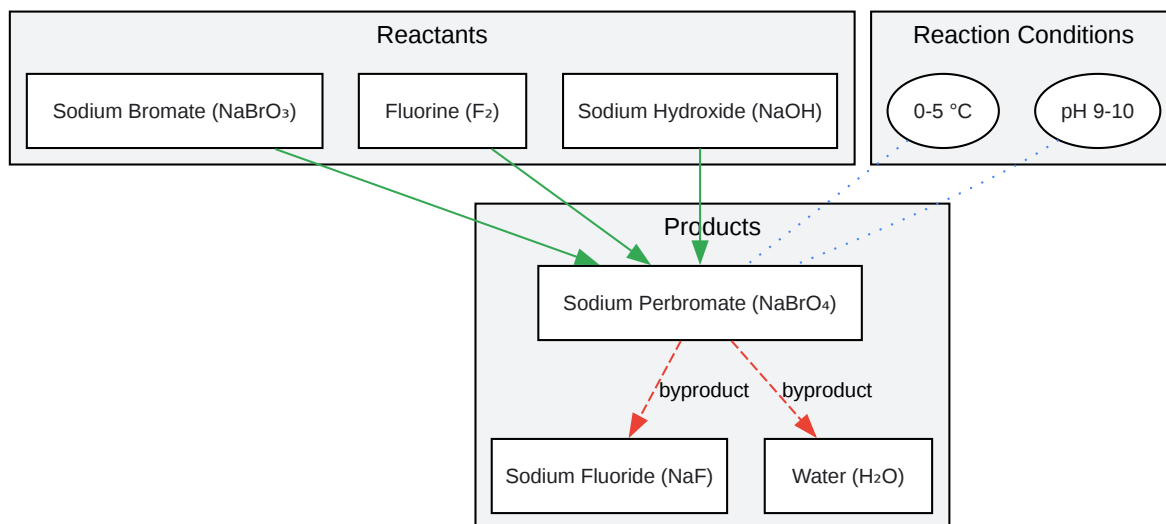 Reactants
Reaction Conditions
Sodium Bromate (NaBrO₃)
Fluorine (F₂)
Sodium Hydroxide (NaOH)
0-5 °C
pH 9-10
Products
Sodium Perbromate (NaBrO₄)
byproduct
byproduct
Sodium Fluoride (NaF)
Water (H₂O)